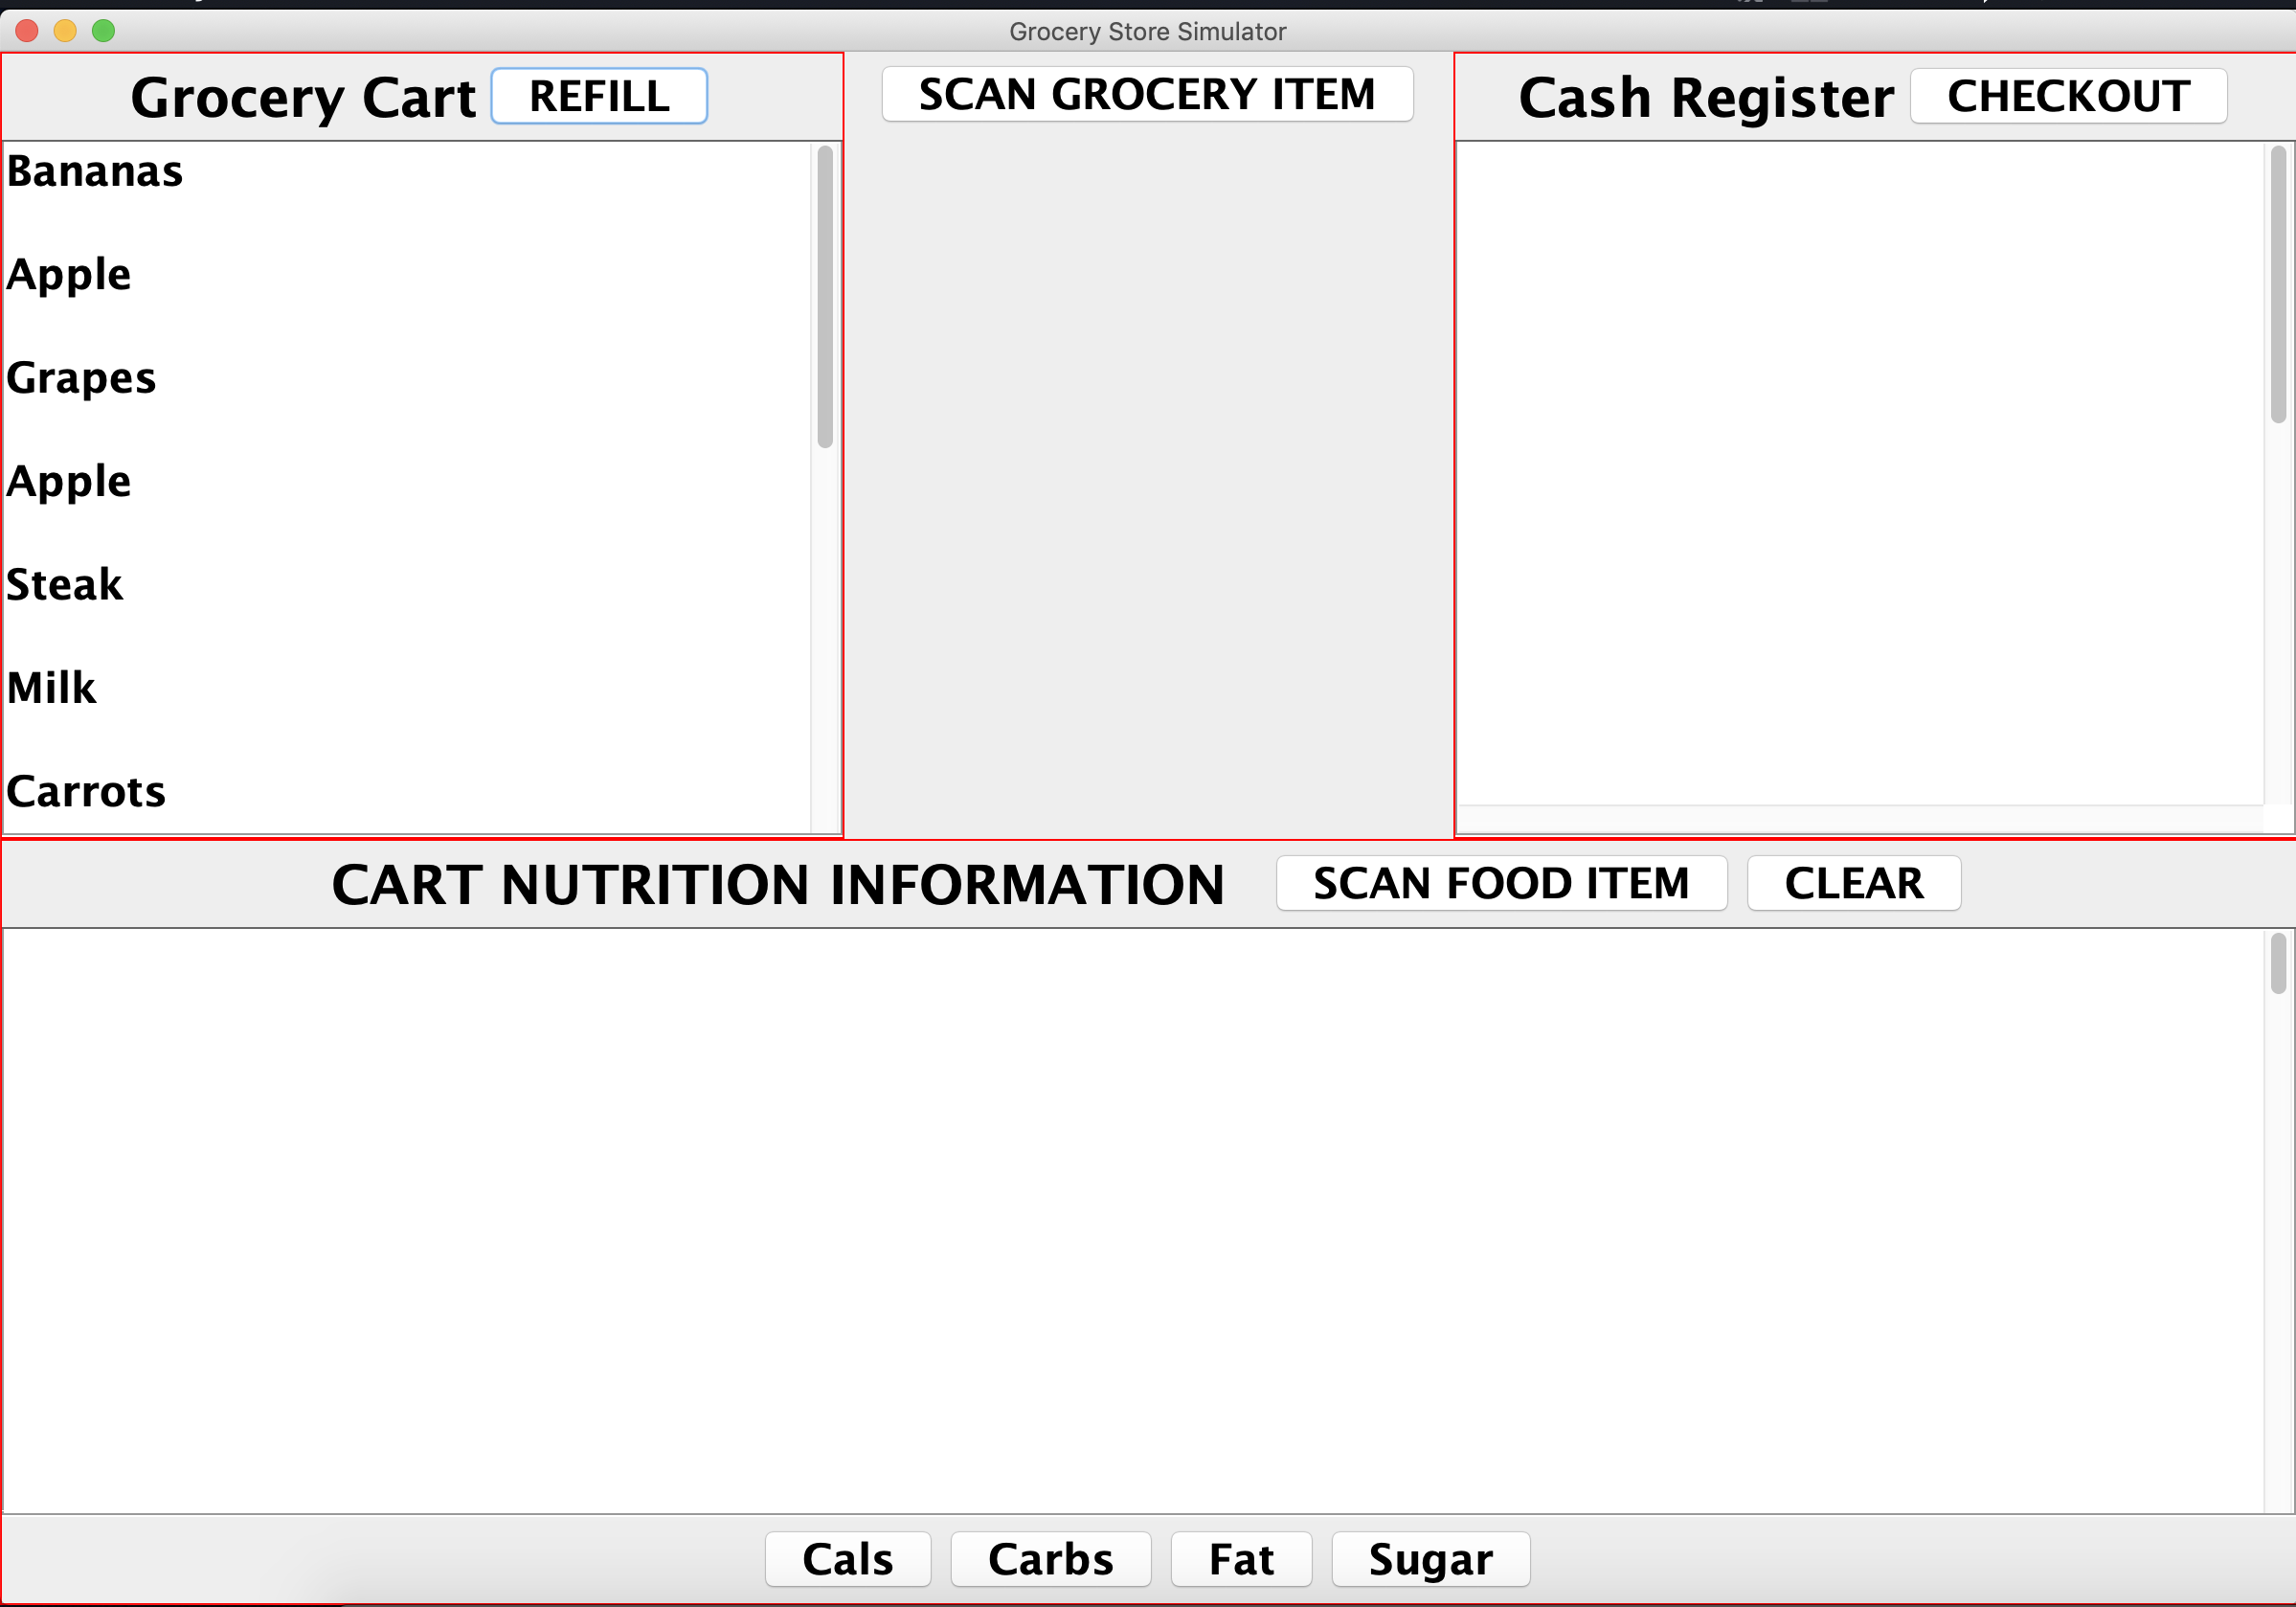 Grocery Store Simulator
Grocery Cart REFILL
SCAN GROCERY ITEM
Cash Register CHECKOUT
Bananas
Apple
Grapes
Apple
Steak
Milk
Carrots
CART NUTRITION INFORMATION SCAN FOOD ITEM CLEAR
Cals Carbs Fat Sugar